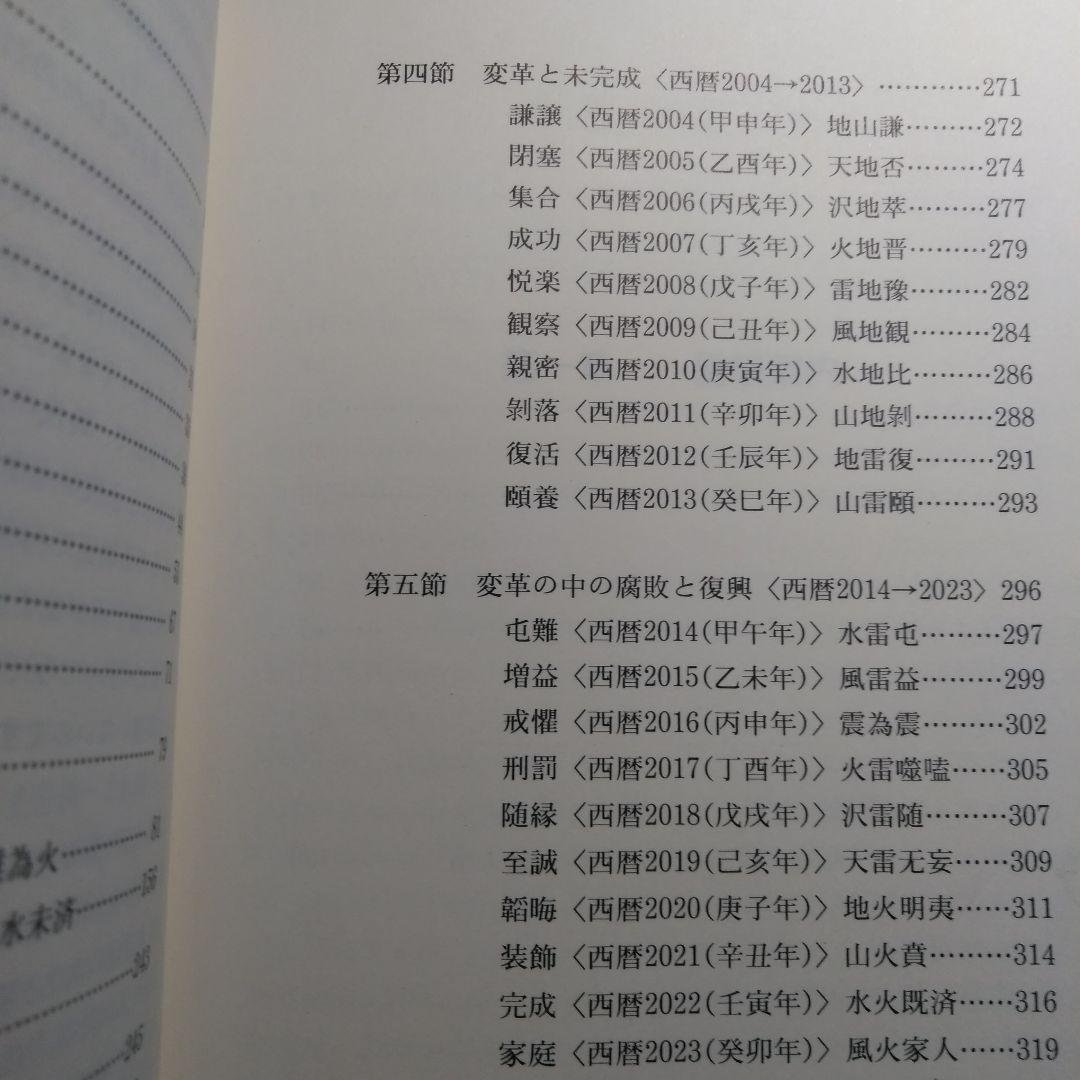 第四節 変革と未完成〈西暦2004→2013〉…………271
謙譲〈西暦2004(甲申年)〉地山謙………272
閉塞〈西暦2005(乙酉年)〉天地否………274
集合〈西暦2006(丙戌年)〉沢地萃………277
成功〈西暦2007(丁亥年)〉火地晋………279
悦楽〈西暦2008(戊子年)〉雷地豫………282
観察〈西暦2009(己丑年)〉風地観………284
親密〈西暦2010(庚寅年)〉水地比………286
剝落〈西暦2011(辛卯年)〉山地剝………288
復活〈西暦2012(壬辰年)〉地雷復………291
頤養〈西暦2013(癸巳年)〉山雷頤………293
第五節 変革の中の腐敗と復興〈西暦2014→2023〉296
屯難〈西暦2014(甲午年)〉水雷屯………297
増益〈西暦2015(乙未年)〉風雷益………299
戒懼〈西暦2016(丙申年)〉震為震………302
刑罰〈西暦2017(丁酉年)〉火雷噬嗑……305
随縁〈西暦2018(戊戌年)〉沢雷随………307
至誠〈西暦2019(己亥年)〉天雷无妄……309
韜晦〈西暦2020(庚子年)〉地火明夷……311
装飾〈西暦2021(辛丑年)〉山火賁………314
完成〈西暦2022(壬寅年)〉水火既済……316
家庭〈西暦2023(癸卯年)〉風火家人……319
67
71
79
81
為火
156
水未済
243
245